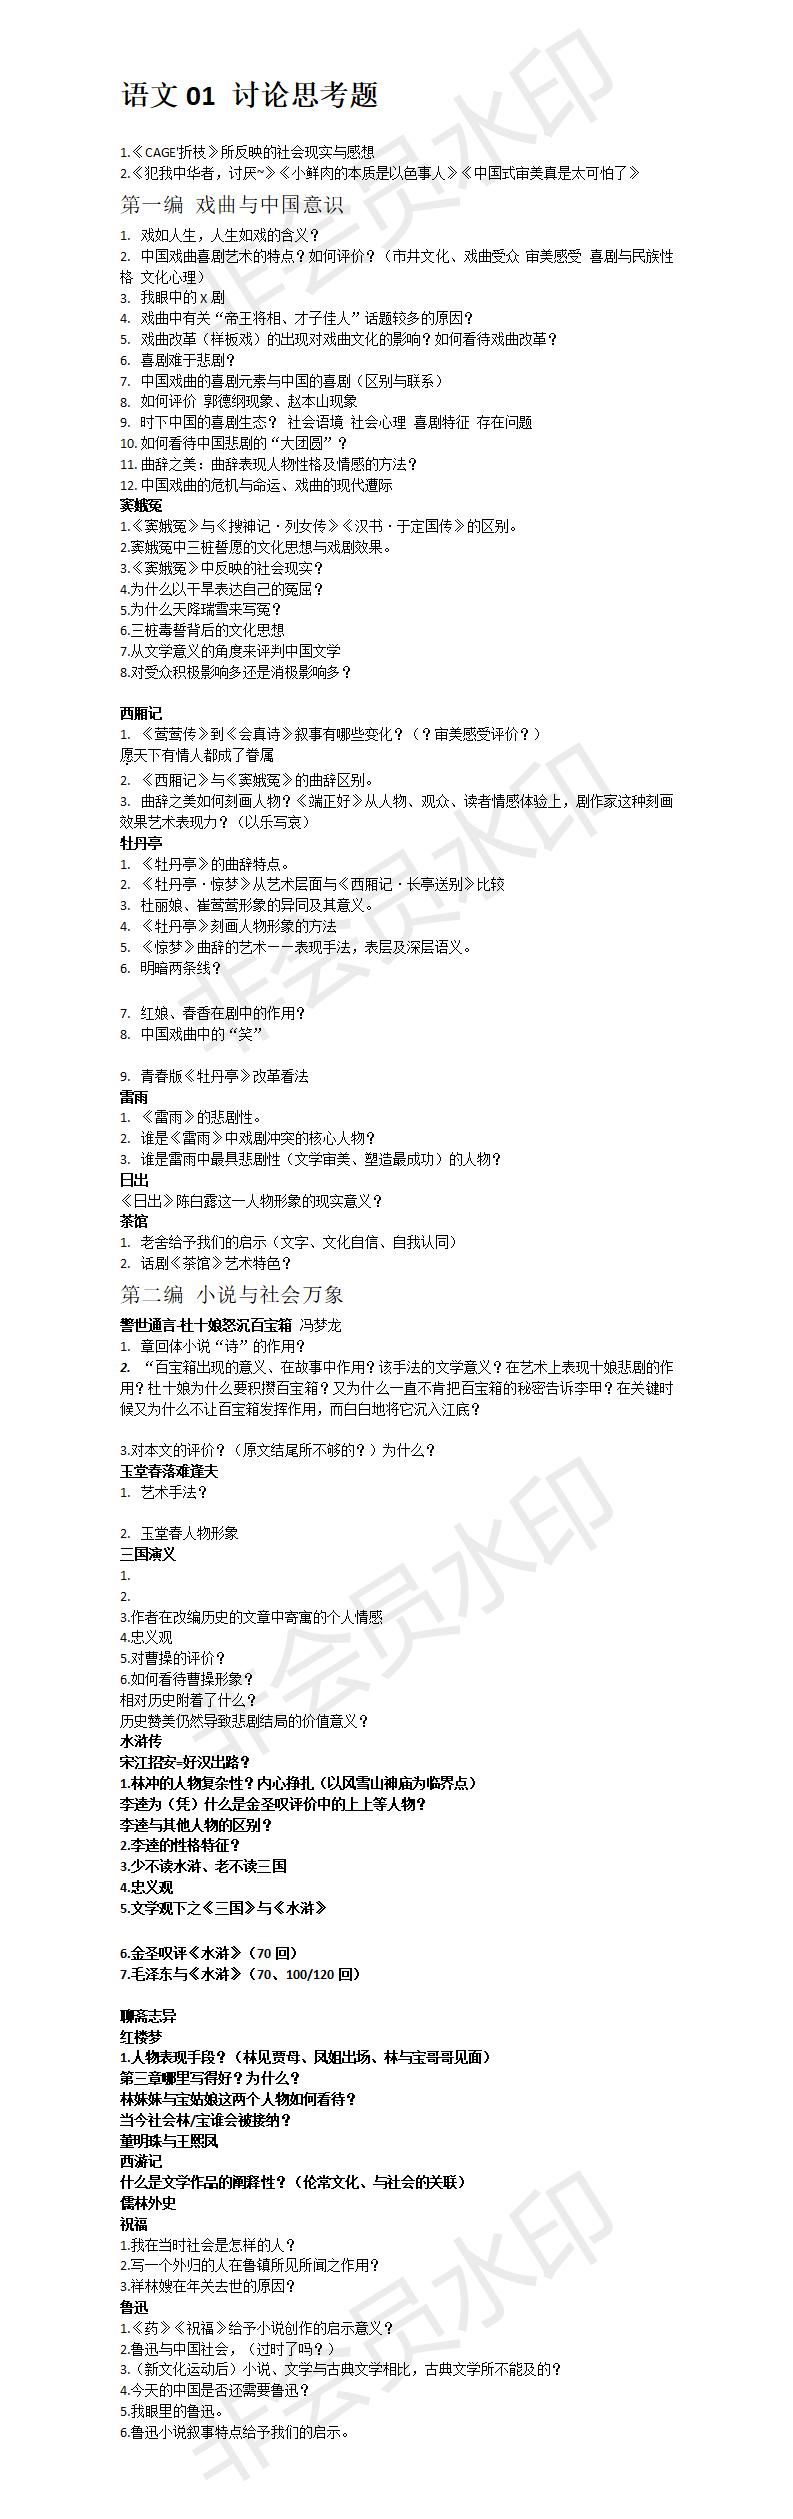 语文 01 讨论思考题
1.《CAGE'折枝》所反映的社会现实与感想
2.《犯我中华者，讨厌~》《小鲜肉的本质是以色事人》《中国式审美真是太可怕了》
第一编 戏曲与中国意识
1. 戏如人生，人生如戏的含义？
2. 中国戏曲喜剧艺术的特点？如何评价？（市井文化、戏曲受众 审美感受 喜剧与民族性
格 文化心理）
3. 我眼中的 x 剧
4. 戏曲中有关“帝王将相、才子佳人”话题较多的原因？
5. 戏曲改革（样板戏）的出现对戏曲文化的影响？如何看待戏曲改革？
6. 喜剧难于悲剧？
7. 中国戏曲的喜剧元素与中国的喜剧（区别与联系）
8. 如何评价 郭德纲现象、赵本山现象
9. 时下中国的喜剧生态？ 社会语境 社会心理 喜剧特征 存在问题
10. 如何看待中国悲剧的“大团圆”？
11. 曲辞之美：曲辞表现人物性格及情感的方法？
12. 中国戏曲的危机与命运、戏曲的现代遭际
窦娥冤
1.《窦娥冤》与《搜神记·列女传》《汉书·于定国传》的区别。
2.窦娥冤中三桩誓愿的文化思想与戏剧效果。
3.《窦娥冤》中反映的社会现实？
4.为什么以干旱表达自己的冤屈？
5.为什么天降瑞雪来写冤？
6.三桩毒誓背后的文化思想
7.从文学意义的角度来评判中国文学
8.对受众积极影响多还是消极影响多？
西厢记
1. 《莺莺传》到《会真诗》叙事有哪些变化？（？审美感受评价？）
愿天下有情人都成了眷属
2. 《西厢记》与《窦娥冤》的曲辞区别。
3. 曲辞之美如何刻画人物？《端正好》从人物、观众、读者情感体验上，剧作家这种刻画
效果艺术表现力？（以乐写哀）
牡丹亭
1. 《牡丹亭》的曲辞特点。
2. 《牡丹亭·惊梦》从艺术层面与《西厢记·长亭送别》比较
3. 杜丽娘、崔莺莺形象的异同及其意义。
4. 《牡丹亭》刻画人物形象的方法
5. 《惊梦》曲辞的艺术——表现手法，表层及深层语义。
6. 明暗两条线？
7. 红娘、春香在剧中的作用？
8. 中国戏曲中的“笑”
9. 青春版《牡丹亭》改革看法
雷雨
1. 《雷雨》的悲剧性。
2. 谁是《雷雨》中戏剧冲突的核心人物？
3. 谁是雷雨中最具悲剧性（文学审美、塑造最成功）的人物？
日出
《日出》陈白露这一人物形象的现实意义？
茶馆
1. 老舍给予我们的启示（文字、文化自信、自我认同）
2. 话剧《茶馆》艺术特色？
第二编 小说与社会万象
警世通言-杜十娘怒沉百宝箱 冯梦龙
1. 章回体小说“诗”的作用？
2. “百宝箱出现的意义、在故事中作用？该手法的文学意义？在艺术上表现十娘悲剧的作
用？杜十娘为什么要积攒百宝箱？又为什么一直不肯把百宝箱的秘密告诉李甲？在关键时
候又为什么不让百宝箱发挥作用，而白白地将它沉入江底？
3.对本文的评价？（原文结尾所不够的？）为什么？
玉堂春落难逢夫
1. 艺术手法？
2. 玉堂春人物形象
三国演义
1.
2.
3.作者在改编历史的文章中寄寓的个人情感
4.忠义观
5.对曹操的评价？
6.如何看待曹操形象？
相对历史附着了什么？
历史赞美仍然导致悲剧结局的价值意义？
水浒传
宋江招安=好汉出路？
1.林冲的人物复杂性？内心挣扎（以风雪山神庙为临界点）
李逵为（凭）什么是金圣叹评价中的上上等人物？
李逵与其他人物的区别？
2.李逵的性格特征？
3.少不读水浒、老不读三国
4.忠义观
5.文学观下之《三国》与《水浒》
6.金圣叹评《水浒》（70 回）
7.毛泽东与《水浒》（70、100/120 回）
聊斋志异
红楼梦
1.人物表现手段？（林见贾母、凤姐出场、林与宝哥哥见面）
第三章哪里写得好？为什么？
林妹妹与宝姑娘这两个人物如何看待？
当今社会林/宝谁会被接纳？
董明珠与王熙凤
西游记
什么是文学作品的阐释性？（伦常文化、与社会的关联）
儒林外史
祝福
1.我在当时社会是怎样的人？
2.写一个外归的人在鲁镇所见所闻之作用？
3.祥林嫂在年关去世的原因？
鲁迅
1.《药》《祝福》给予小说创作的启示意义？
2.鲁迅与中国社会，（过时了吗？）
3.（新文化运动后）小说、文学与古典文学相比，古典文学所不能及的？
4.今天的中国是否还需要鲁迅？
5.我眼里的鲁迅。
6.鲁迅小说叙事特点给予我们的启示。
非会员水印
非会员水印
非会员水印
非会员水印